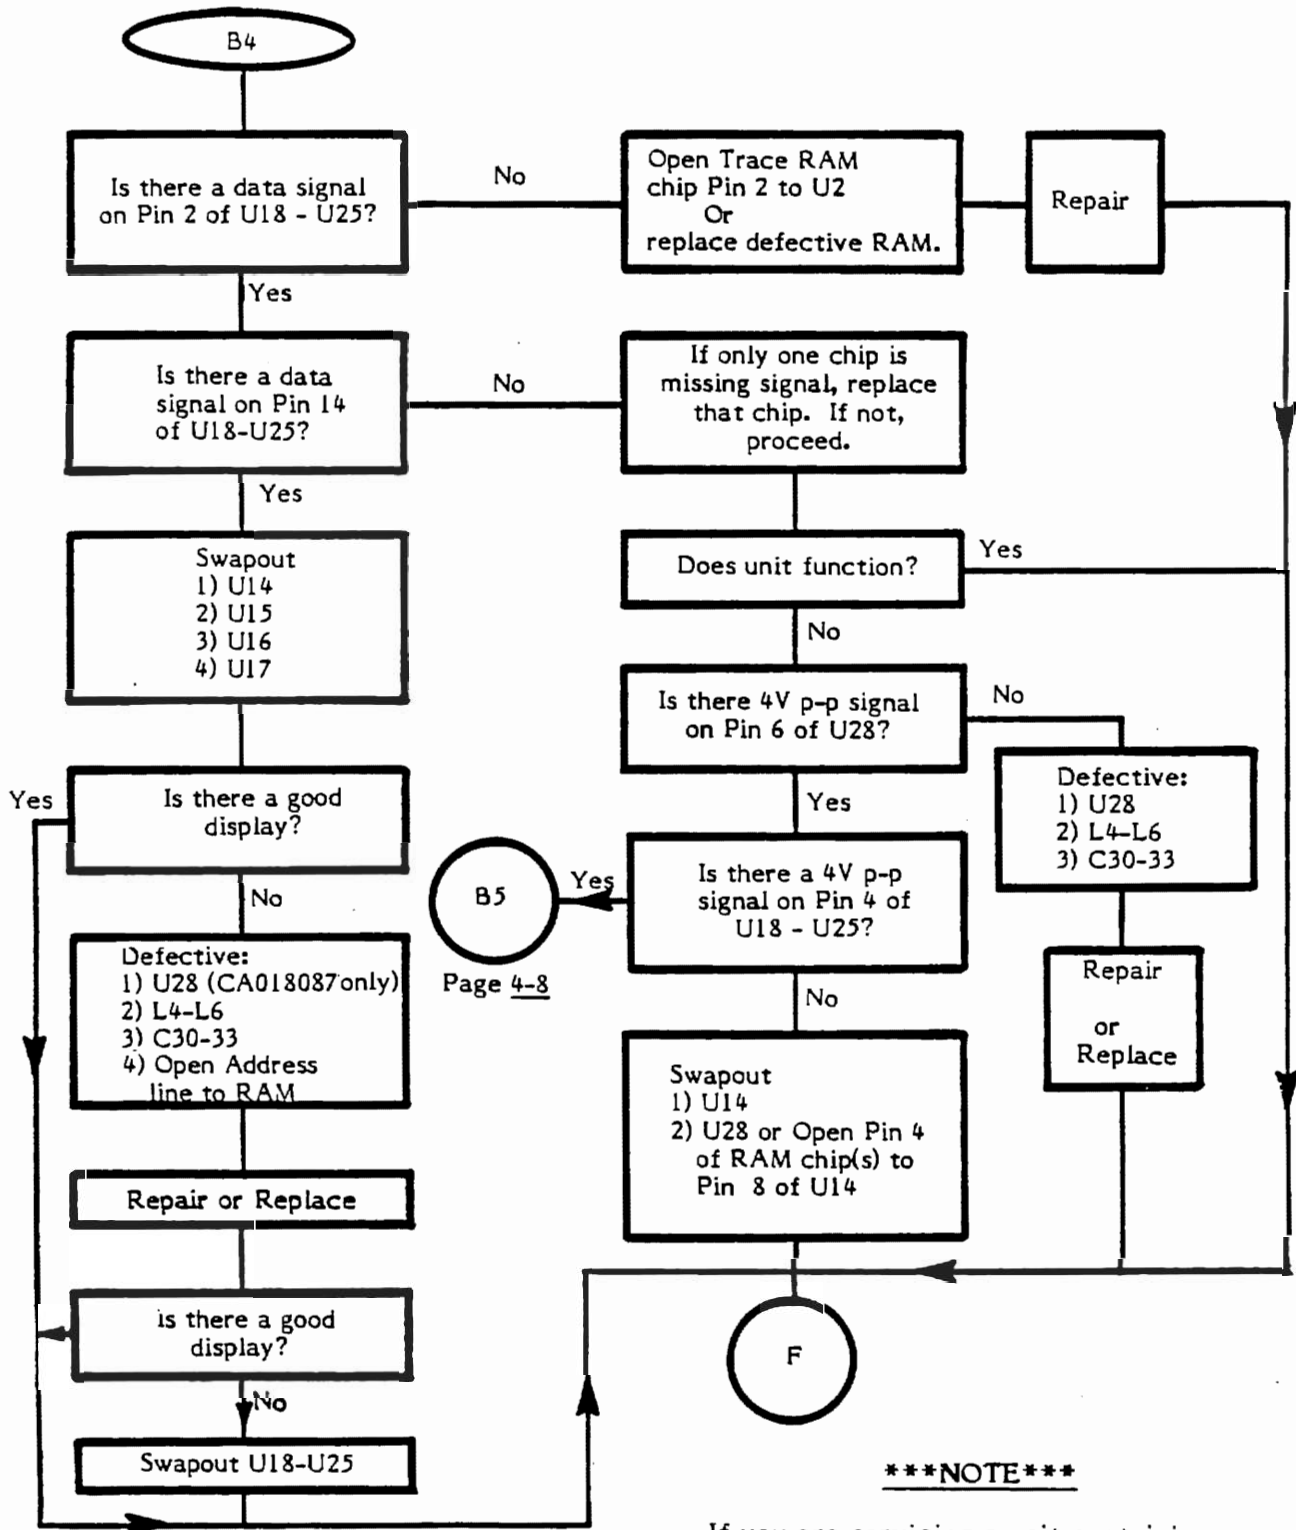 B4
Is there a data signal
on Pin 2 of U18 - U25?
No
Open Trace RAM
chip Pin 2 to U2
Or
replace defective RAM.
Repair
Yes
Is there a data
signal on Pin 14
of U18-U25?
No
If only one chip is
missing signal, replace
that chip. If not,
proceed.
Yes
Swapout
1) U14
2) U15
3) U16
4) U17
Does unit function?
Yes
No
Is there 4V p-p signal
on Pin 6 of U28?
No
Defective:
1) U28
2) L4-L6
3) C30-33
Repair
or
Replace
Yes
Is there a good
display?
Yes
No
Yes
Is there a 4V p-p
signal on Pin 4 of
U18 - U25?
Yes
B5
Page 4-8
No
Defective:
1) U28 (CA018087 only)
2) L4-L6
3) C30-33
4) Open Address
line to RAM
Swapout
1) U14
2) U28 or Open Pin 4
of RAM chip(s) to
Pin 8 of U14
Repair or Replace
is there a good
display?
No
Swapout U18-U25
F
***NOTE***